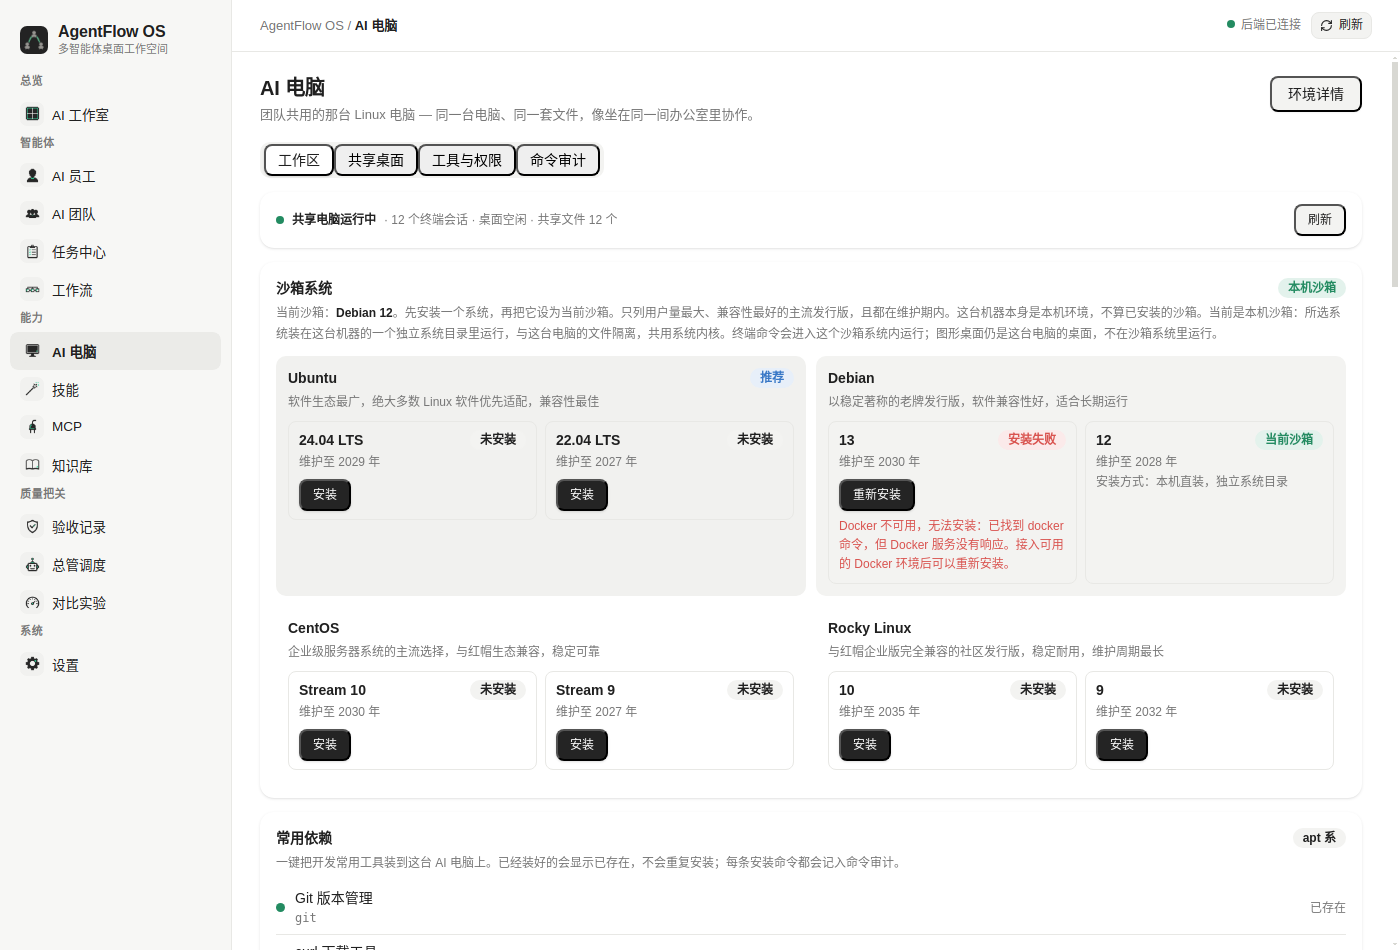 AgentFlow OS
多智能体桌面工作空间
总览
AI 工作室
智能体
AI 员工
AI 团队
任务中心
工作流
能力
AI 电脑
技能
MCP
知识库
质量把关
验收记录
总管调度
对比实验
系统
设置
AgentFlow OS / AI 电脑
后端已连接
刷新
AI 电脑
团队共用的那台 Linux 电脑 — 同一台电脑、同一套文件，像坐在同一间办公室里协作。
环境详情
工作区
共享桌面
工具与权限
命令审计
共享电脑运行中 · 12 个终端会话 · 桌面空闲 · 共享文件 12 个
刷新
沙箱系统
本机沙箱
当前沙箱：Debian 12。先安装一个系统，再把它设为当前沙箱。只列用户量最大、兼容性最好的主流发行版，且都在维护期内。这台机器本身是本机环境，不算已安装的沙箱。当前是本机沙箱：所选系
统装在这台机器的一个独立系统目录里运行，与这台电脑的文件隔离，共用系统内核。终端命令会进入这个沙箱系统内运行；图形桌面仍是这台电脑的桌面，不在沙箱系统里运行。
Ubuntu
推荐
软件生态最广，绝大多数 Linux 软件优先适配，兼容性最佳
24.04 LTS
未安装
维护至 2029 年
安装
22.04 LTS
未安装
维护至 2027 年
安装
Debian
以稳定著称的老牌发行版，软件兼容性好，适合长期运行
13
安装失败
维护至 2030 年
重新安装
Docker 不可用，无法安装：已找到 docker
命令，但 Docker 服务没有响应。接入可用
的 Docker 环境后可以重新安装。
12
当前沙箱
维护至 2028 年
安装方式：本机直装，独立系统目录
CentOS
企业级服务器系统的主流选择，与红帽生态兼容，稳定可靠
Stream 10
未安装
维护至 2030 年
安装
Stream 9
未安装
维护至 2027 年
安装
Rocky Linux
与红帽企业版完全兼容的社区发行版，稳定耐用，维护周期最长
10
未安装
维护至 2035 年
安装
9
未安装
维护至 2032 年
安装
常用依赖
apt 系
一键把开发常用工具装到这台 AI 电脑上。已经装好的会显示已存在，不会重复安装；每条安装命令都会记入命令审计。
Git 版本管理
git
已存在